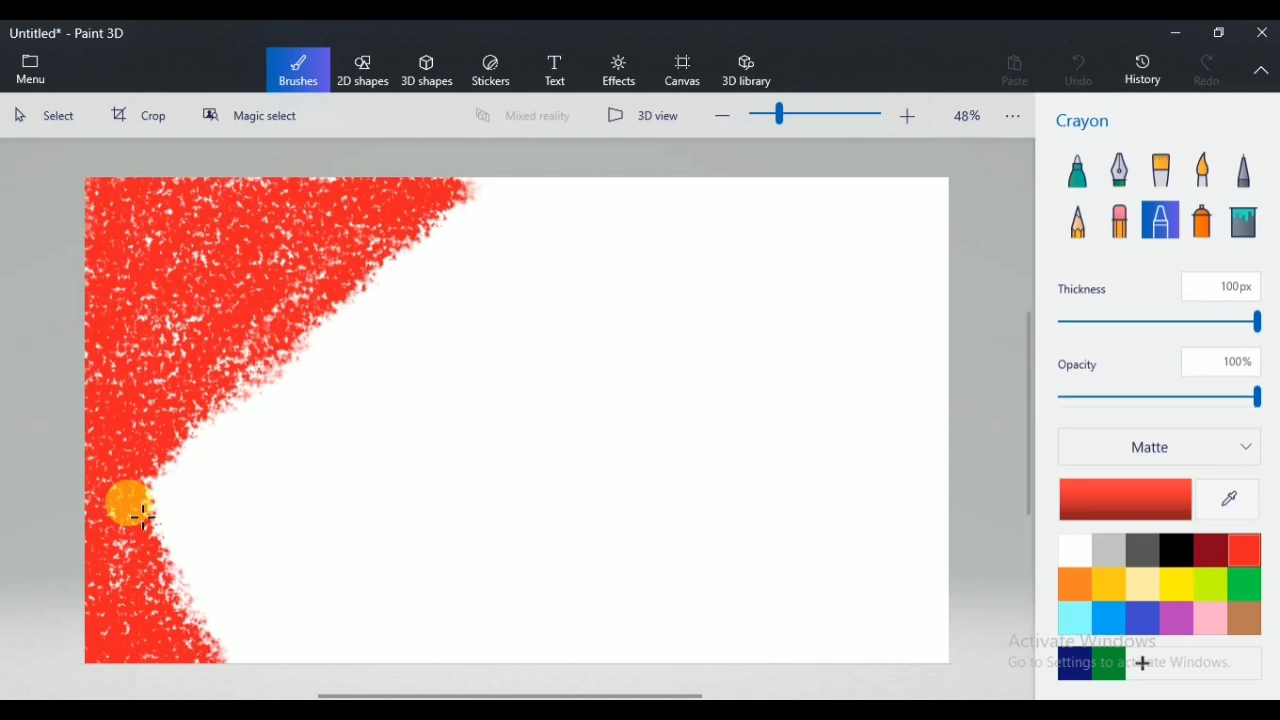 Untitled* - Paint 3D
Menu
Brushes
2D shapes
3D shapes
Stickers
Text
Effects
Canvas
3D library
Paste
Undo
History
Redo
Select
Crop
Magic select
Mixed reality
3D view
48%
Crayon
Thickness
100px
Opacity
100%
Matte
Activate Windows
Go to Settings to activate Windows.